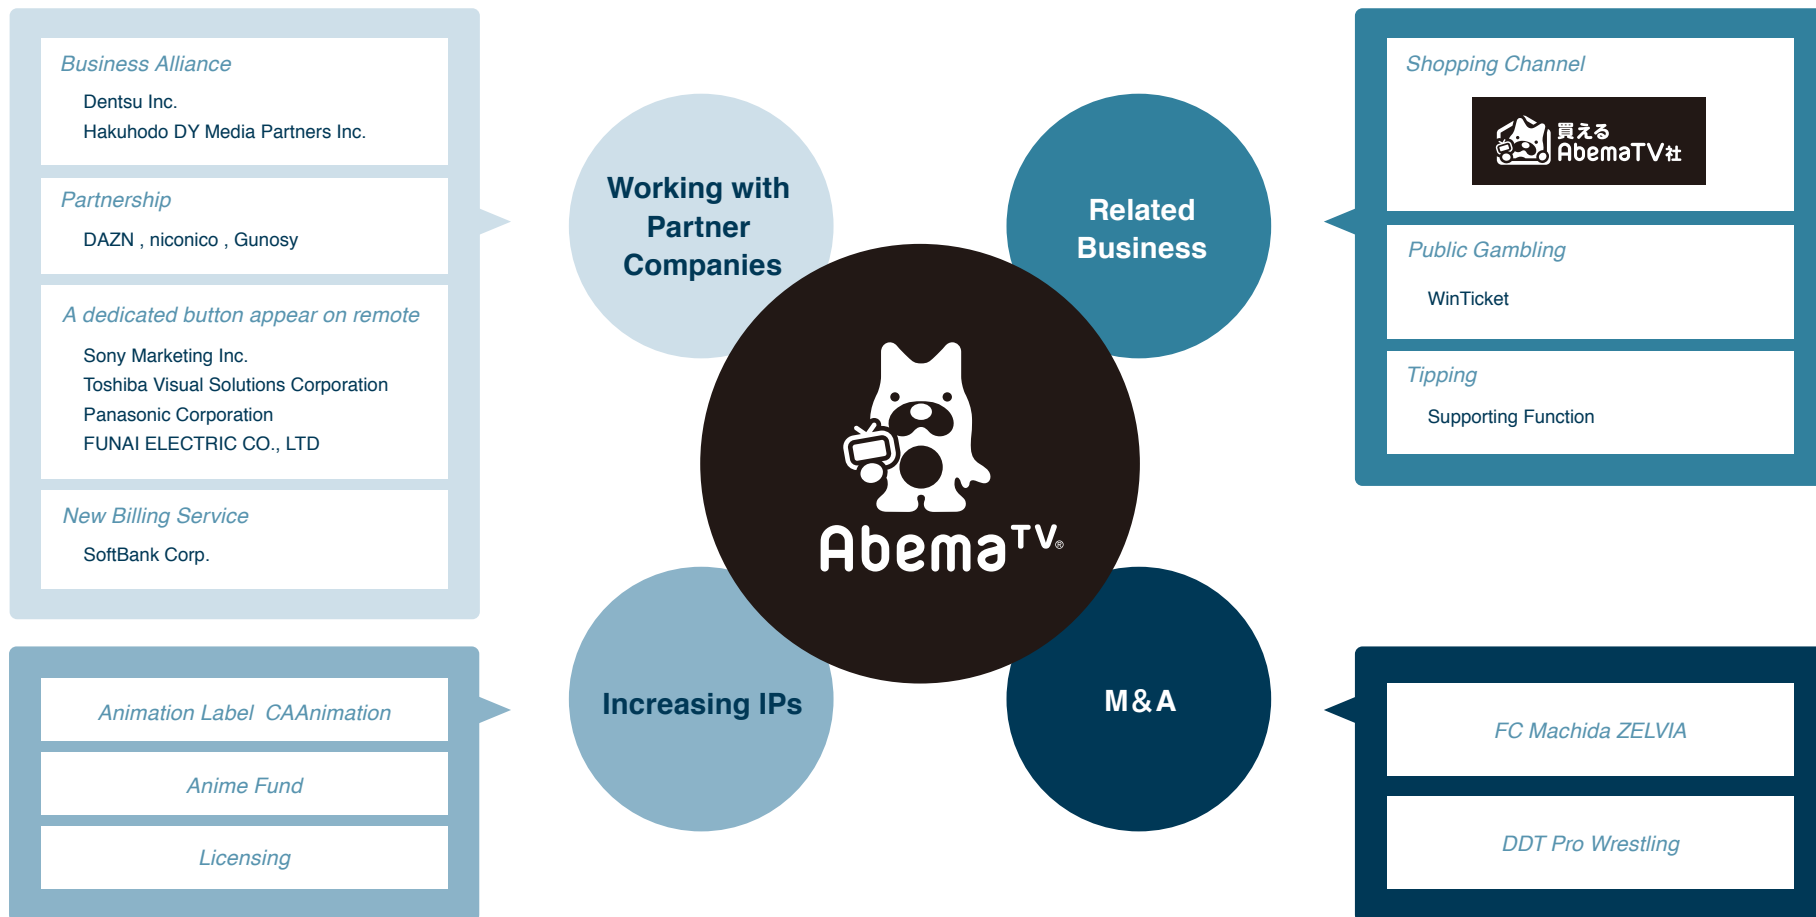 Business Alliance
Dentsu Inc.
Hakuhodo DY Media Partners Inc.
Partnership
DAZN , niconico , Gunosy
A dedicated button appear on remote
Sony Marketing Inc.
Toshiba Visual Solutions Corporation
Panasonic Corporation
FUNAI ELECTRIC CO., LTD
New Billing Service
SoftBank Corp.
Working with
Partner
Companies
Related
Business
Shopping Channel
買える
AbemaTV社
Public Gambling
WinTicket
Tipping
Supporting Function
AbemaTV®
Animation Label  CAAnimation
Anime Fund
Licensing
Increasing IPs
M&A
FC Machida ZELVIA
DDT Pro Wrestling